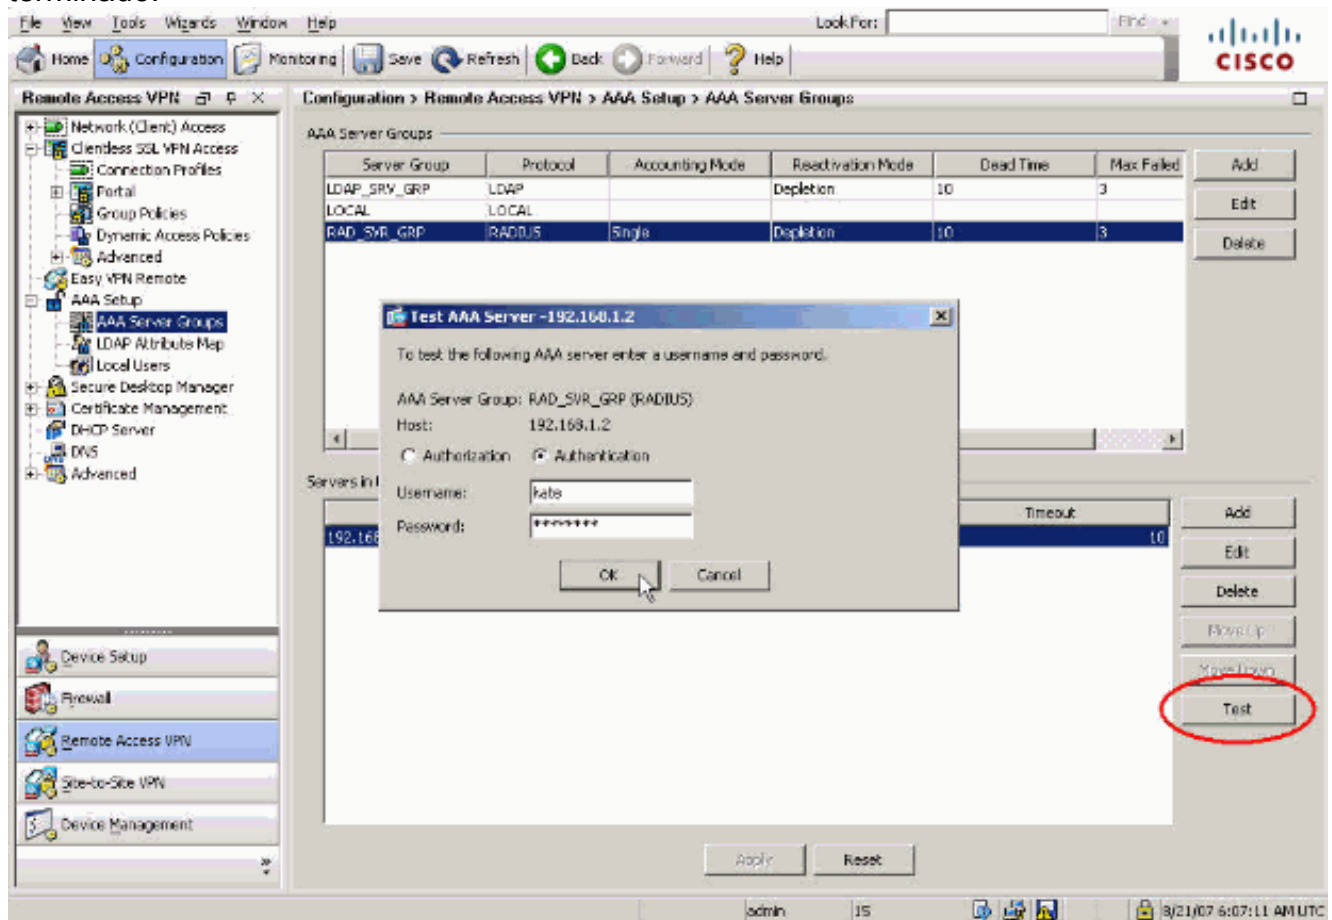 terminado.
File View Tools Wizards Window Help Look For: Find
Home Configuration Monitoring Save Refresh Back Forward Help
CISCO
Remote Access VPN
Configuration > Remote Access VPN > AAA Setup > AAA Server Groups
Network (Client) Access
Clientless SSL VPN Access
Connection Profiles
Portal
Group Policies
Dynamic Access Policies
Advanced
Easy VPN Remote
AAA Setup
AAA Server Groups
LDAP Attribute Map
Local Users
Secure Desktop Manager
Certificate Management
DHCP Server
DNS
Advanced
Device Setup
Firewall
Remote Access VPN
Site-to-Site VPN
Device Management
AAA Server Groups
Server Group Protocol Accounting Mode Reactivation Mode Dead Time Max Failed
LDAP_SRV_GRP LDAP Depletion 10 3
LOCAL LOCAL
RAD_SVR_GRP RADIUS Single Depletion 10 3
Add
Edit
Delete
Test AAA Server - 192.168.1.2
To test the following AAA server enter a username and password.
AAA Server Group: RAD_SVR_GRP (RADIUS)
Host: 192.168.1.2
Authorization Authentication
Username: kate
Password: *******
OK Cancel
Servers in
Timeout
192.168 10
Add
Edit
Delete
Move Up
Move Down
Test
Apply Reset
admin 15 8/21/07 6:07:11 AM UTC